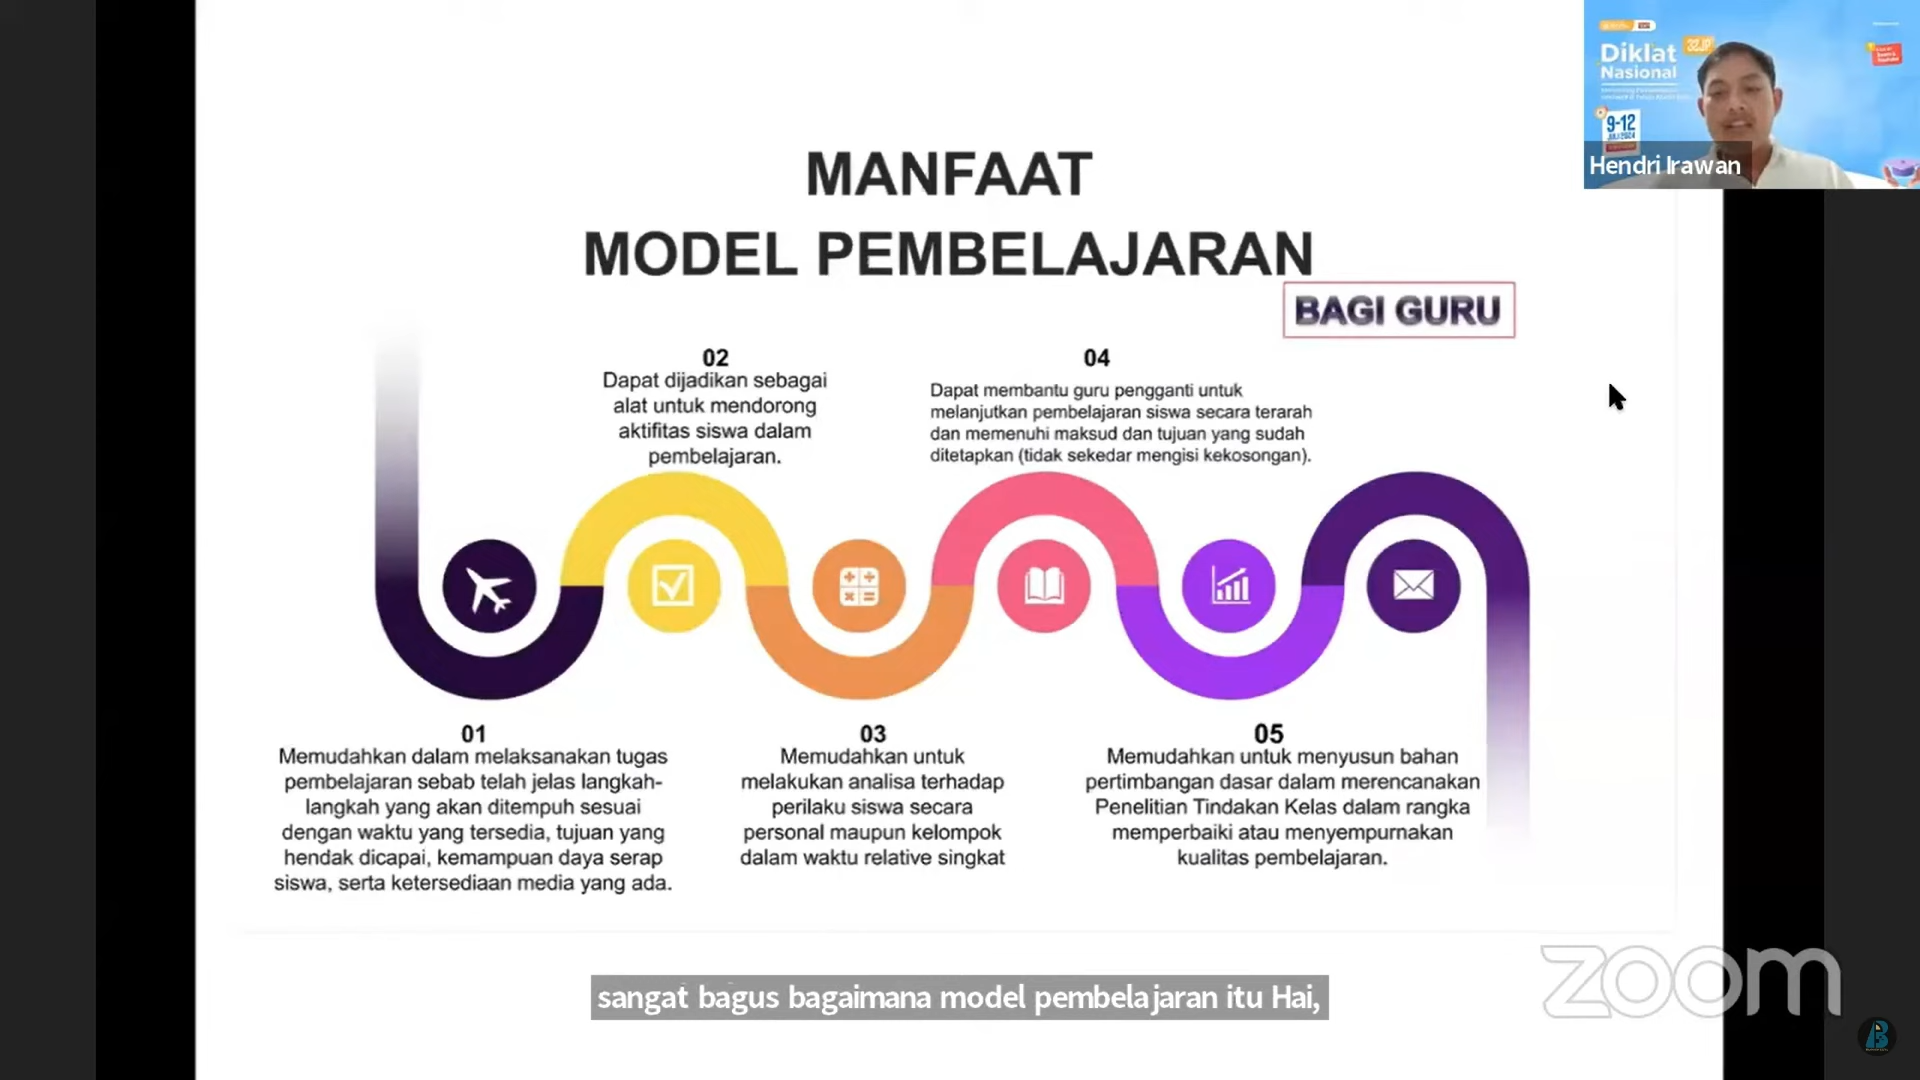 Diklat
Nasional
32JP
9-12
JULI 2024
Hendri Irawan
MANFAAT
MODEL PEMBELAJARAN
BAGI GURU
02
Dapat dijadikan sebagai
alat untuk mendorong
aktifitas siswa dalam
pembelajaran.
04
Dapat membantu guru pengganti untuk
melanjutkan pembelajaran siswa secara terarah
dan memenuhi maksud dan tujuan yang sudah
ditetapkan (tidak sekedar mengisi kekosongan).
01
Memudahkan dalam melaksanakan tugas
pembelajaran sebab telah jelas langkah-
langkah yang akan ditempuh sesuai
dengan waktu yang tersedia, tujuan yang
hendak dicapai, kemampuan daya serap
siswa, serta ketersediaan media yang ada.
03
Memudahkan untuk
melakukan analisa terhadap
perilaku siswa secara
personal maupun kelompok
dalam waktu relative singkat
05
Memudahkan untuk menyusun bahan
pertimbangan dasar dalam merencanakan
Penelitian Tindakan Kelas dalam rangka
memperbaiki atau menyempurnakan
kualitas pembelajaran.
zoom
sangat bagus bagaimana model pembelajaran itu Hai,